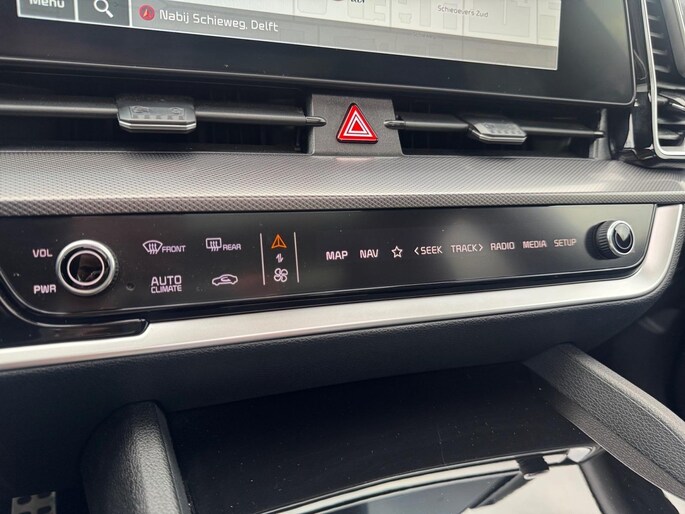 Menu
Nabij Schieweg, Delft
Schieoevers Zuid
VOL
PWR
FRONT
REAR
AUTO
CLIMATE
MAP
NAV
< SEEK
TRACK >
RADIO
MEDIA
SETUP